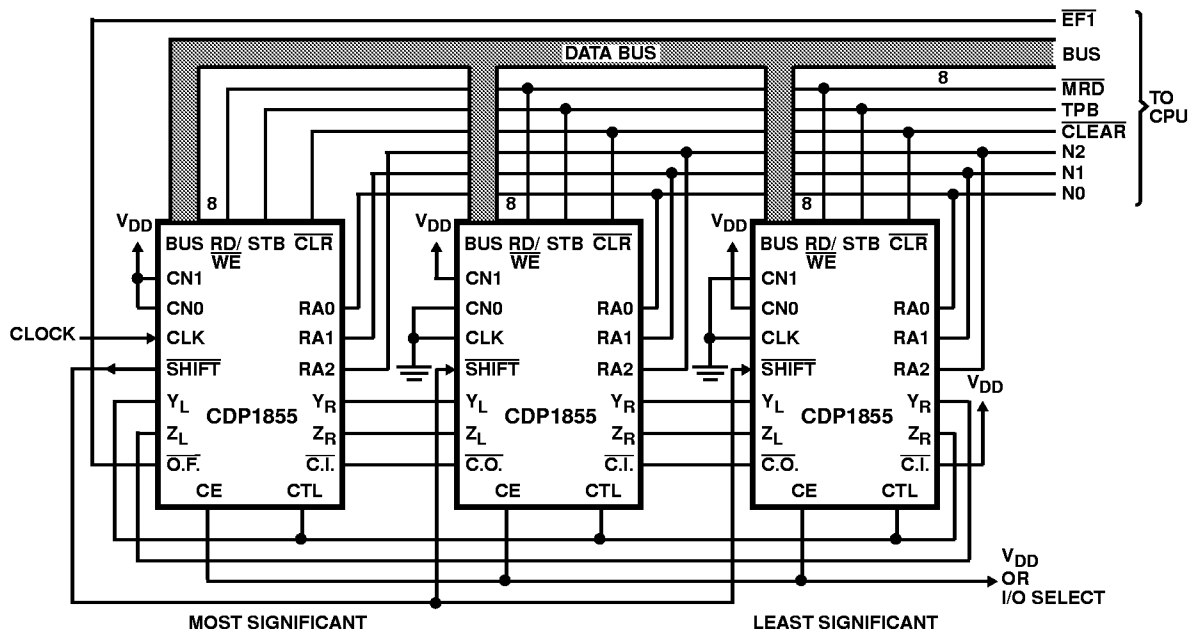 EF1
BUS
DATA BUS
8
MRD
TPB
CLEAR
N2
N1
N0
TO
CPU
8
VDD
BUS RD/ STB CLR
WE
CN1
CN0
CLK
SHIFT
YL
ZL
O.F.
RA0
RA1
RA2
CDP1855
YR
ZR
C.I.
CE CTL
CLOCK
8
VDD
BUS RD/ STB CLR
WE
CN1
CN0
CLK
SHIFT
YL
ZL
C.O.
RA0
RA1
RA2
CDP1855
YR
ZR
C.I.
CE CTL
8
VDD
BUS RD/ STB CLR
WE
CN1
CN0
CLK
SHIFT
YL
ZL
C.O.
RA0
RA1
RA2
CDP1855
YR
ZR
C.I.
CE CTL
VDD
VDD
OR
I/O SELECT
MOST SIGNIFICANT
LEAST SIGNIFICANT